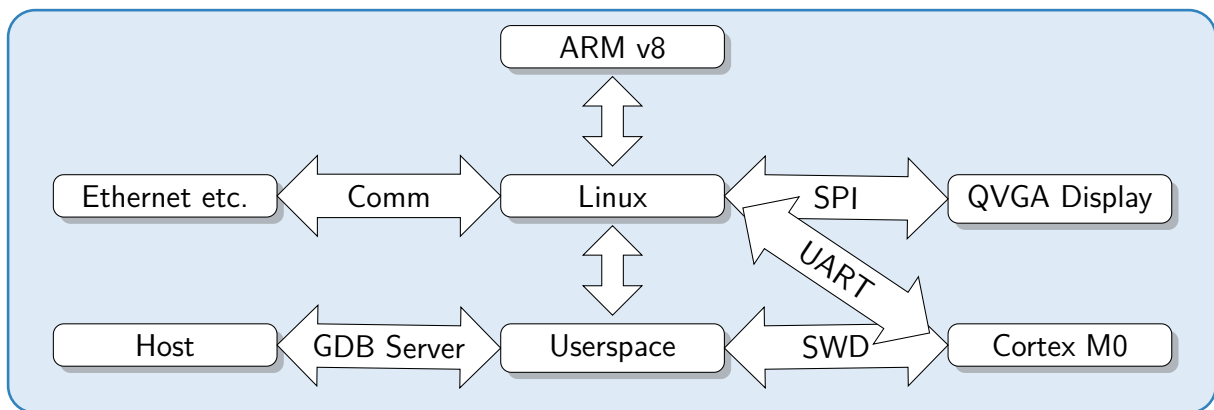 ARM v8
Ethernet etc.
Comm
Linux
SPI
QVGA Display
UART
Host
GDB Server
Userspace
SWD
Cortex M0